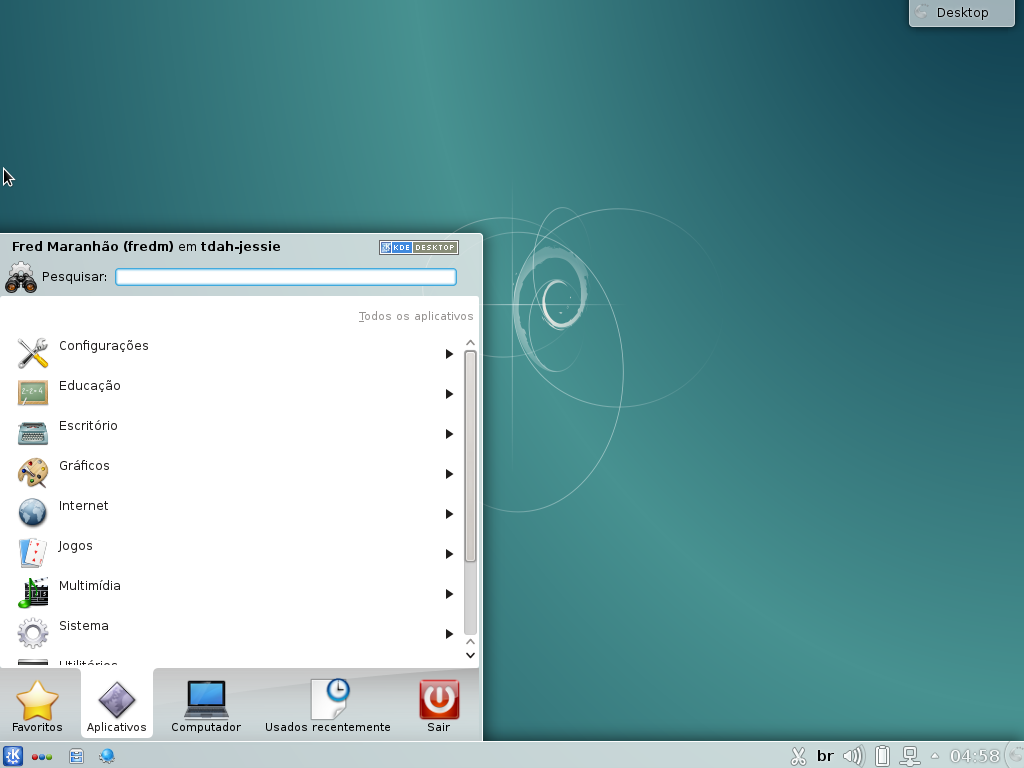 Desktop
Fred Maranhão (fredm) em tdah-jessie
KDE DESKTOP
Pesquisar:
Todos os aplicativos
Configurações
Educação
Escritório
Gráficos
Internet
Jogos
Multimídia
Sistema
Utilitários
Favoritos
Aplicativos
Computador
Usados recentemente
Sair
br
04:58